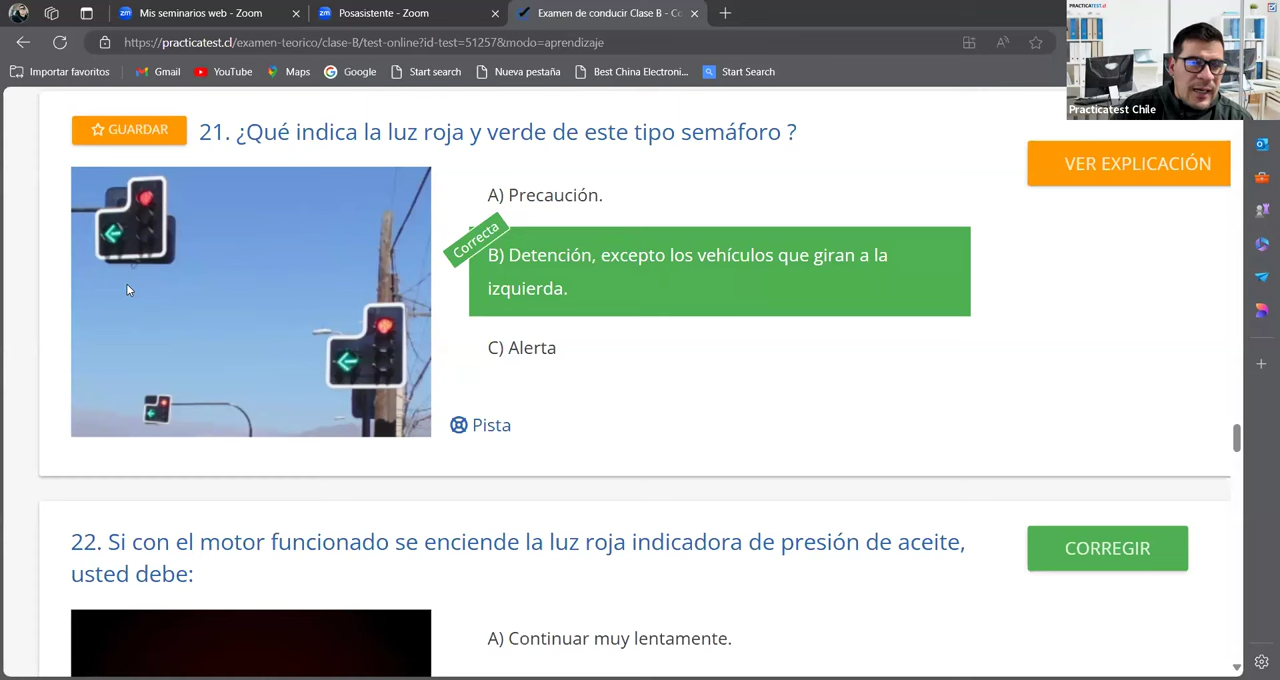 Mis seminarios web - Zoom
Posasistente - Zoom
Examen de conducir Clase B - Co
https://practicatest.cl/examen-teorico/clase-B/test-online?id-test=51257&modo=aprendizaje
Importar favoritos
Gmail
YouTube
Maps
Google
Start search
Nueva pestaña
Best China Electroni...
Start Search
PRACTICATEST.CL
Practicatest Chile
GUARDAR
21. ¿Qué indica la luz roja y verde de este tipo semáforo ?
VER EXPLICACIÓN
A) Precaución.
Correcta
B) Detención, excepto los vehículos que giran a la
izquierda.
C) Alerta
Pista
22. Si con el motor funcionado se enciende la luz roja indicadora de presión de aceite,
usted debe:
CORREGIR
A) Continuar muy lentamente.